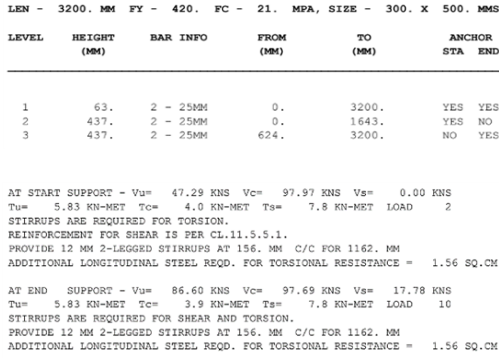 LEN - 3200. MM FY - 420. FC - 21. MPA, SIZE - 300. X 500. MMS
LEVEL HEIGHT BAR INFO FROM TO ANCHOR
(MM) (MM) (MM) STA END
1 63. 2 - 25MM 0. 3200. YES YES
2 437. 2 - 25MM 0. 1643. YES NO
3 437. 2 - 25MM 624. 3200. NO YES
AT START SUPPORT - Vu= 47.29 KNS Vc= 97.97 KNS Vs= 0.00 KNS
Tu= 5.83 KN-MET Tc= 4.0 KN-MET Ts= 7.8 KN-MET LOAD 2
STIRRUPS ARE REQUIRED FOR TORSION.
REINFORCEMENT FOR SHEAR IS PER CL.11.5.5.1.
PROVIDE 12 MM 2-LEGGED STIRRUPS AT 156. MM C/C FOR 1162. MM
ADDITIONAL LONGITUDINAL STEEL REQD. FOR TORSIONAL RESISTANCE = 1.56 SQ.CM
AT END SUPPORT - Vu= 86.60 KNS Vc= 97.69 KNS Vs= 17.78 KNS
Tu= 5.83 KN-MET Tc= 3.9 KN-MET Ts= 7.8 KN-MET LOAD 10
STIRRUPS ARE REQUIRED FOR SHEAR AND TORSION.
PROVIDE 12 MM 2-LEGGED STIRRUPS AT 156. MM C/C FOR 1162. MM
ADDITIONAL LONGITUDINAL STEEL REQD. FOR TORSIONAL RESISTANCE = 1.56 SQ.CM